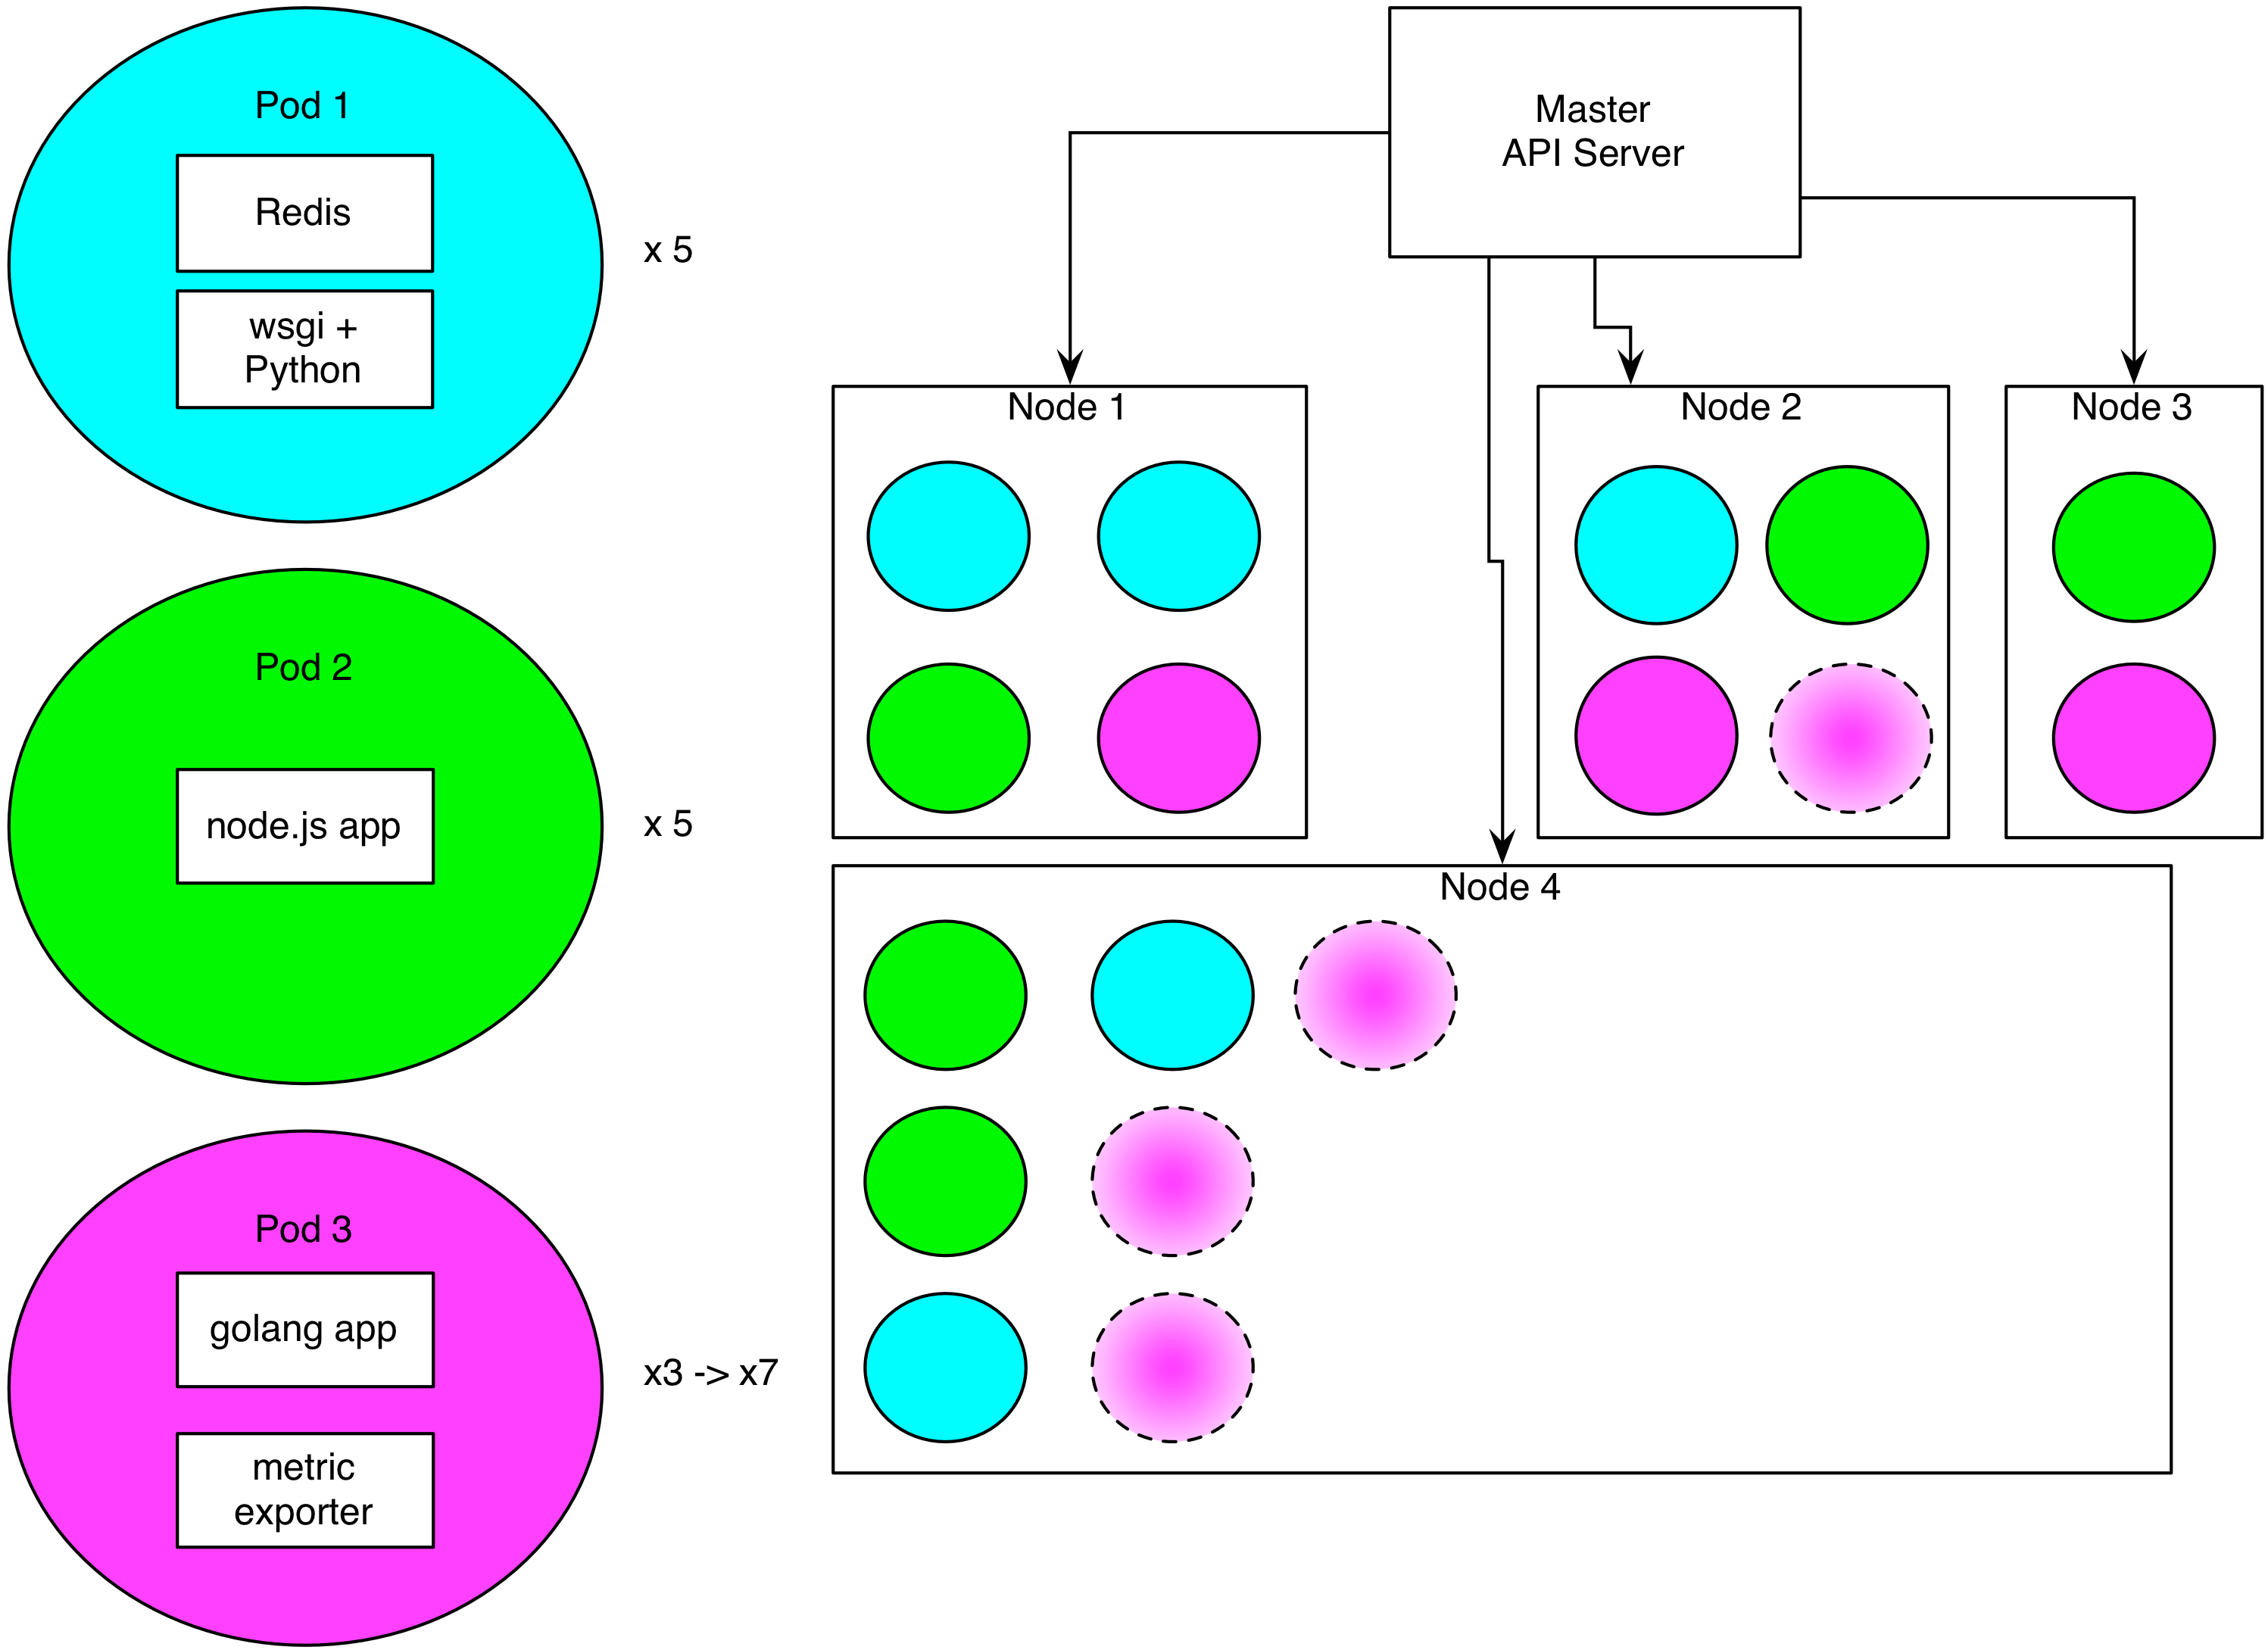 Pod 1
Redis
wsgi +
Python
x 5
Pod 2
node.js app
x 5
Pod 3
golang app
metric
exporter
x3 -> x7
Master
API Server
Node 1
Node 2
Node 3
Node 4